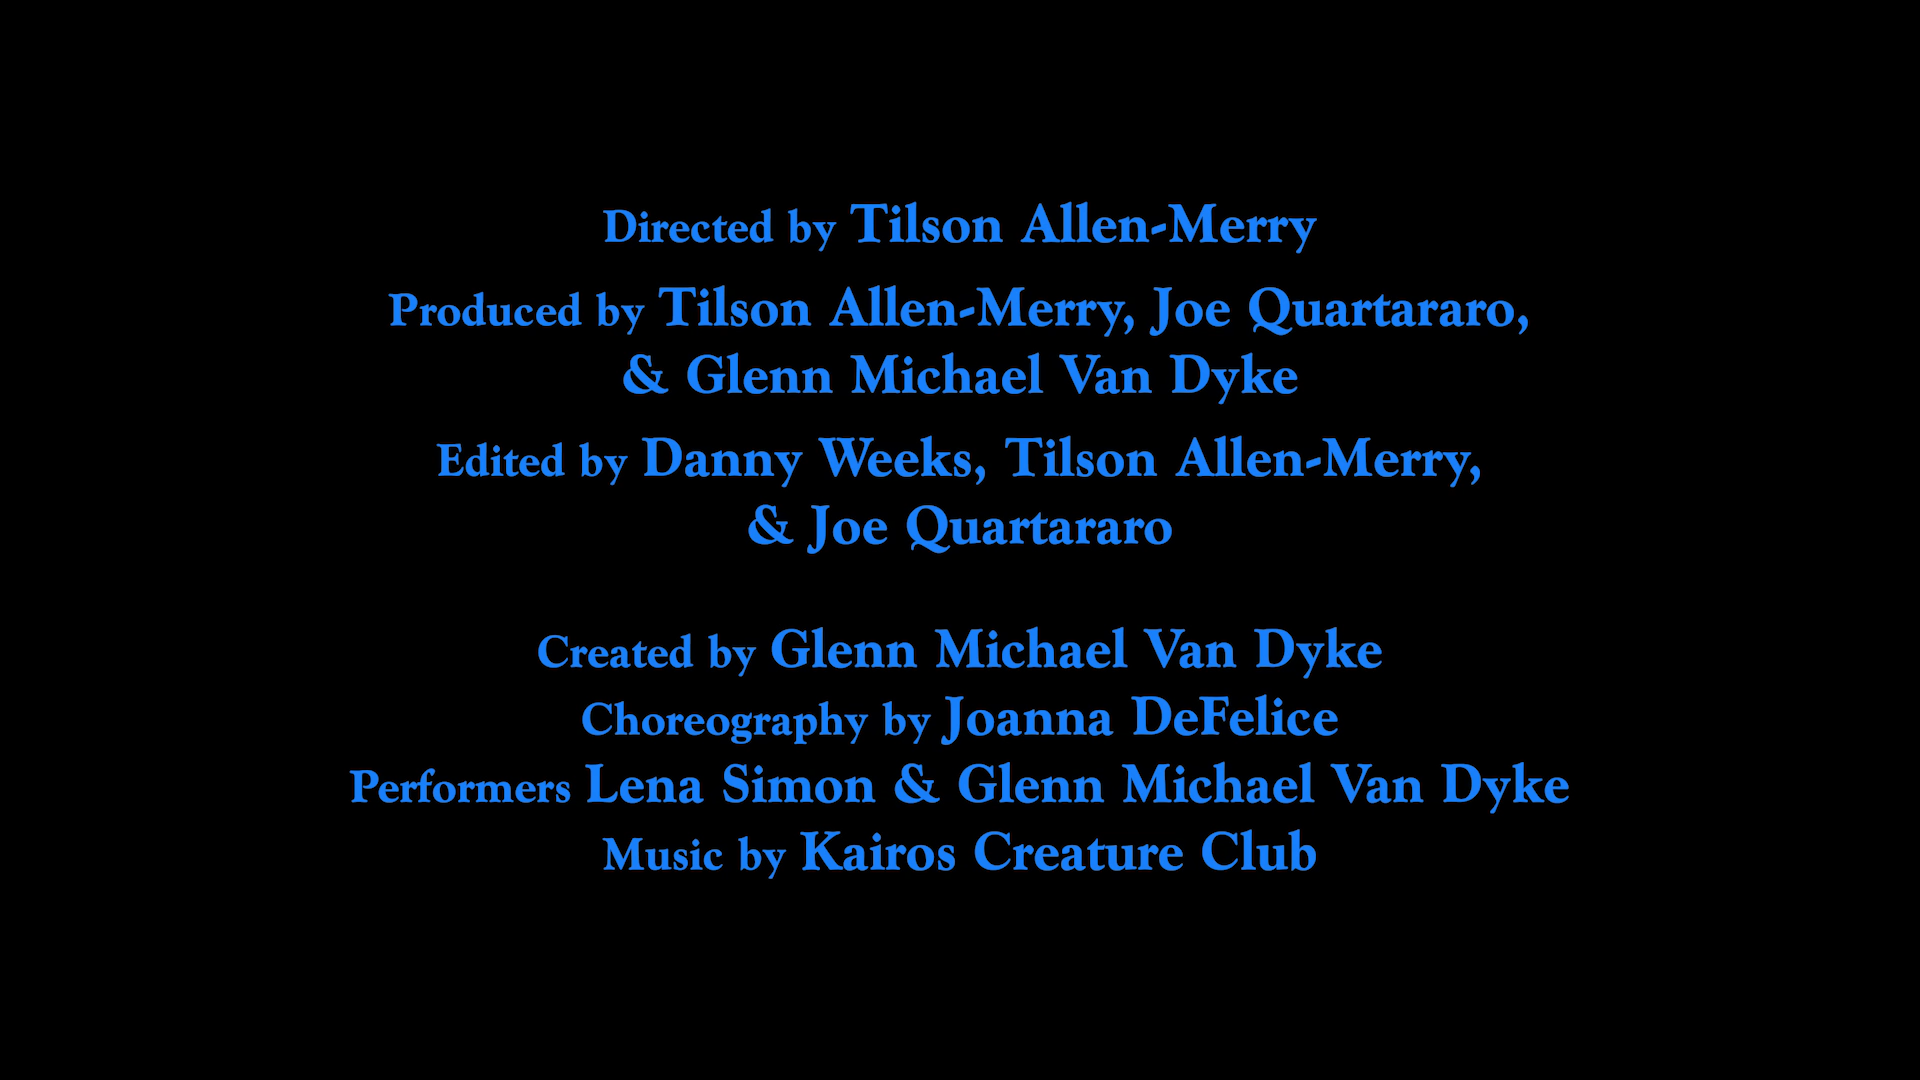 Directed by Tilson Allen-Merry
Produced by Tilson Allen-Merry, Joe Quartararo,
& Glenn Michael Van Dyke
Edited by Danny Weeks, Tilson Allen-Merry,
& Joe Quartararo
Created by Glenn Michael Van Dyke
Choreography by Joanna DeFelice
Performers Lena Simon & Glenn Michael Van Dyke
Music by Kairos Creature Club